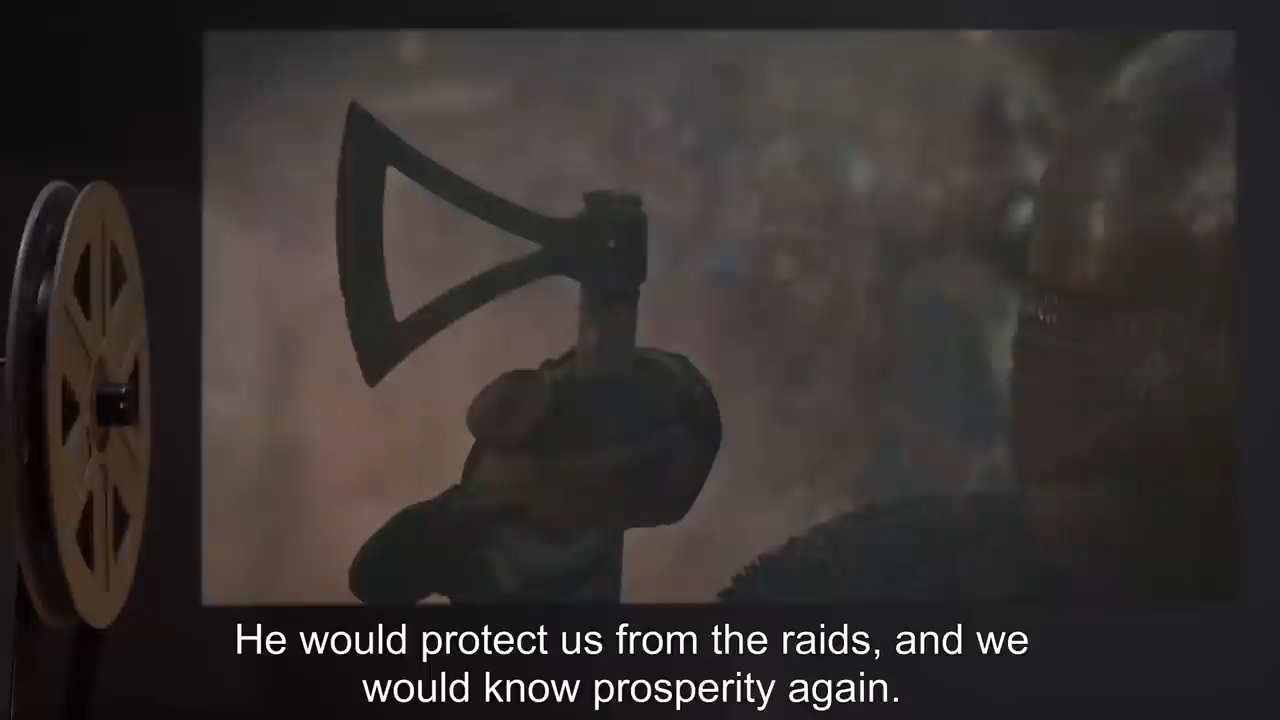 He would protect us from the raids, and we
would know prosperity again.